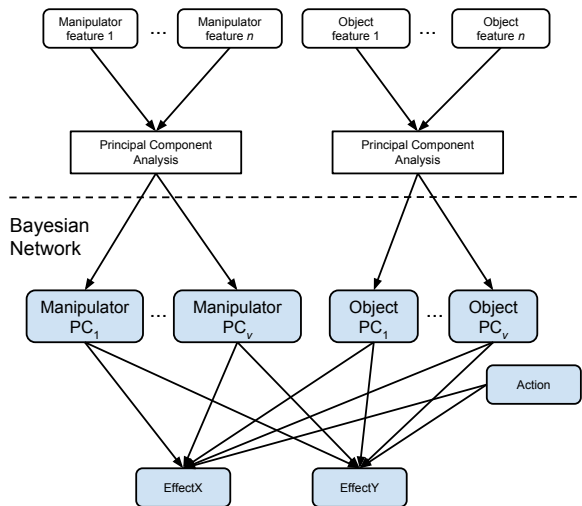 Manipulator
feature 1
...
Manipulator
feature n
Object
feature 1
...
Object
feature n
Principal Component
Analysis
Principal Component
Analysis
Bayesian
Network
Manipulator
PC1
...
Manipulator
PCv
Object
PC1
...
Object
PCv
Action
EffectX
EffectY